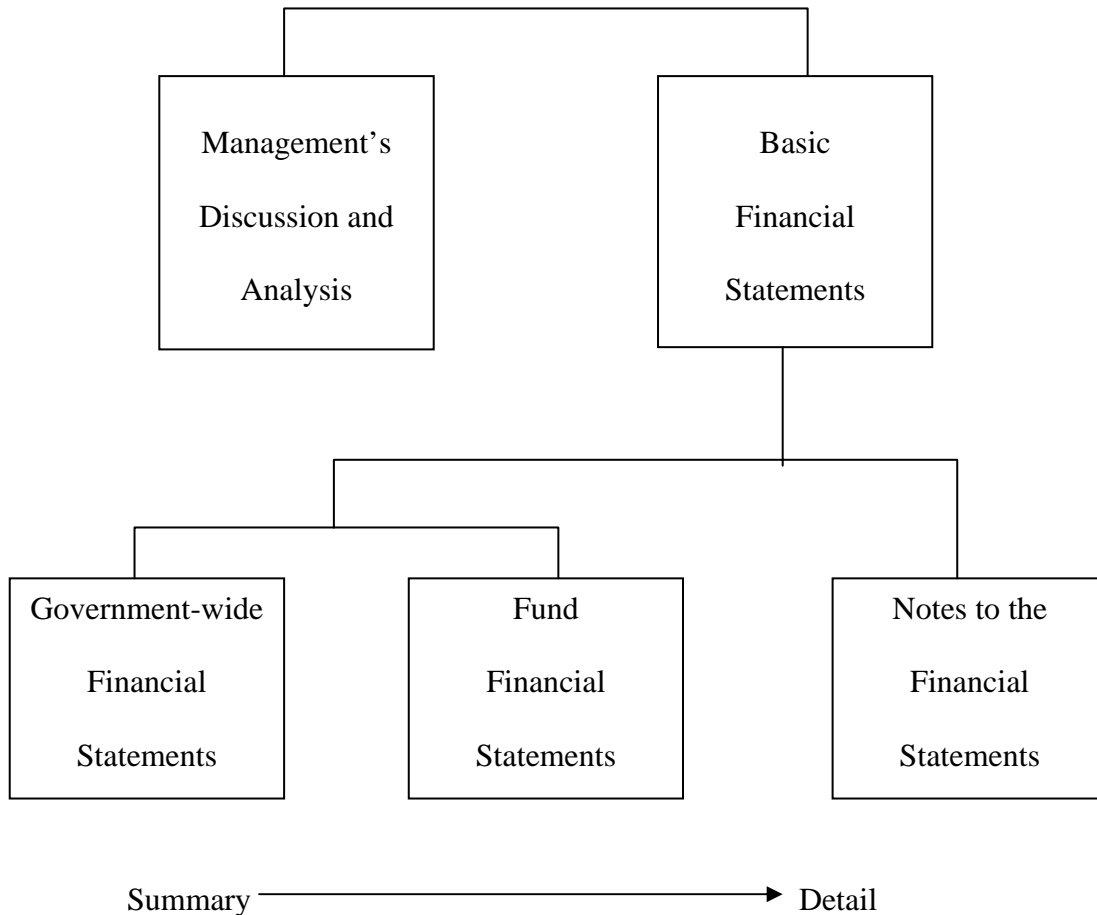 Management’s
Discussion and
Analysis
Basic
Financial
Statements
Government-wide
Financial
Statements
Fund
Financial
Statements
Notes to the
Financial
Statements
Summary
Detail